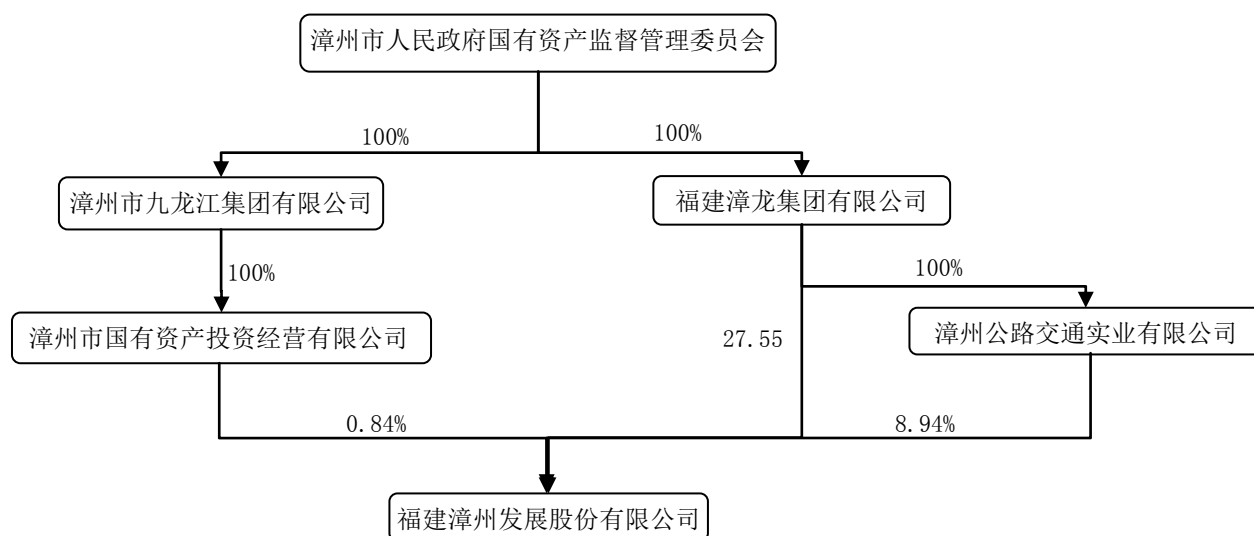 漳州市人民政府国有资产监督管理委员会
100%
100%
漳州市九龙江集团有限公司
福建漳龙集团有限公司
100%
100%
漳州市国有资产投资经营有限公司
27.55
漳州公路交通实业有限公司
0.84%
8.94%
福建漳州发展股份有限公司